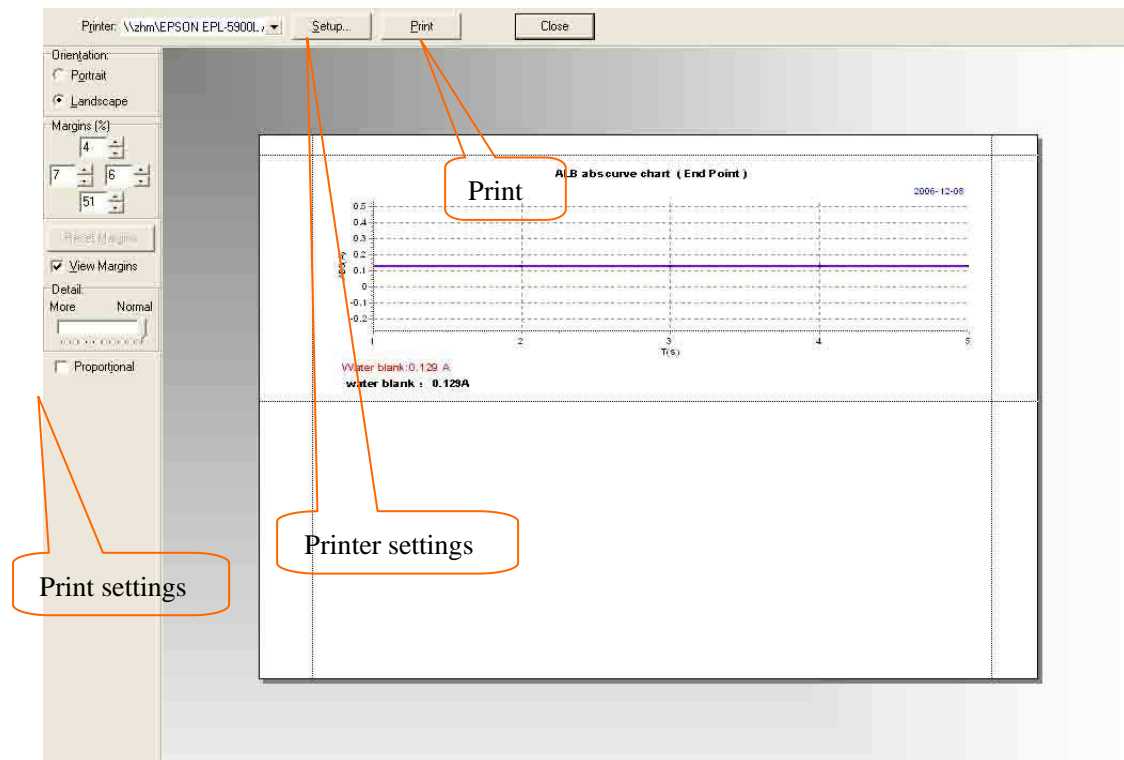 Printer: \\zhm\EPSON EPL-5900L Setup... Print Close
Orientation:
Portrait
Landscape
Margins (%)
4
7 6
51
Reset Margins
View Margins
Detail:
More Normal
Proportional
Print
ALB abs curve chart ( End Point )
2006-12-08
0.5
0.4
0.3
0.2
0.1
0
-0.1
-0.2
1 2 3 4 5
T(s)
Water blank:0.129 A
water blank : 0.129A
Printer settings
Print settings